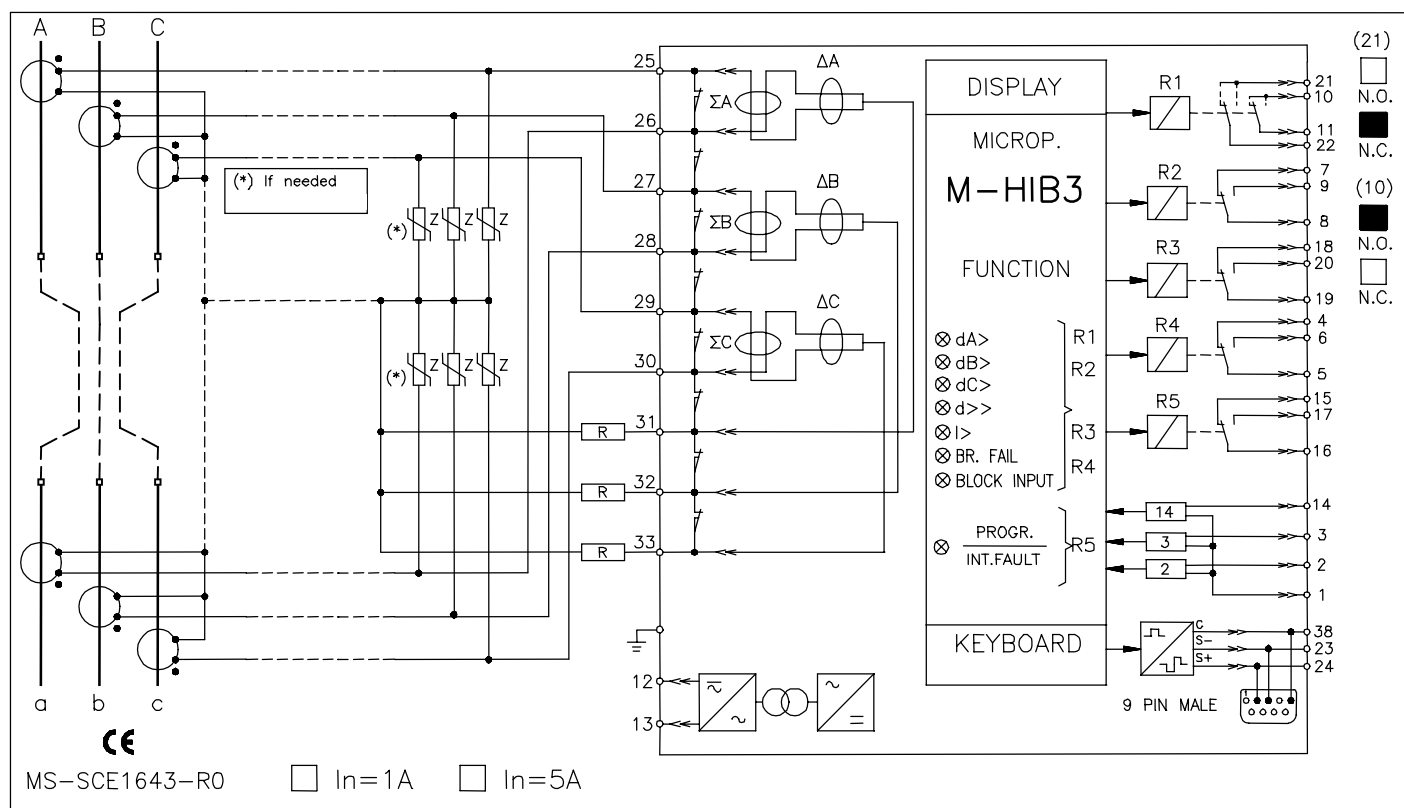 A B C
25 ΔA
ΣA
26
27 ΔB
ΣB
28
29 ΔC
ΣC
30
31
32
33
(*) If needed
(*) Z Z Z
(*) Z Z Z
R
R
R
12
13
a b c
CE
MS-SCE1643-R0 In=1A In=5A
DISPLAY
MICROP.
M-HIB3
FUNCTION
dA>
dB>
dC>
d>>
I>
BR. FAIL
BLOCK INPUT
R1
R2
R3
R4
PROGR.
INT.FAULT
R5
KEYBOARD
R1
21
10
11
22
R2
7
9
8
R3
18
20
19
R4
4
6
5
R5
15
17
16
14 14
3 3
2 2
1
C 38
S- 23
S+ 24
9 PIN MALE
1
(21)
N.O.
N.C.
(10)
N.O.
N.C.